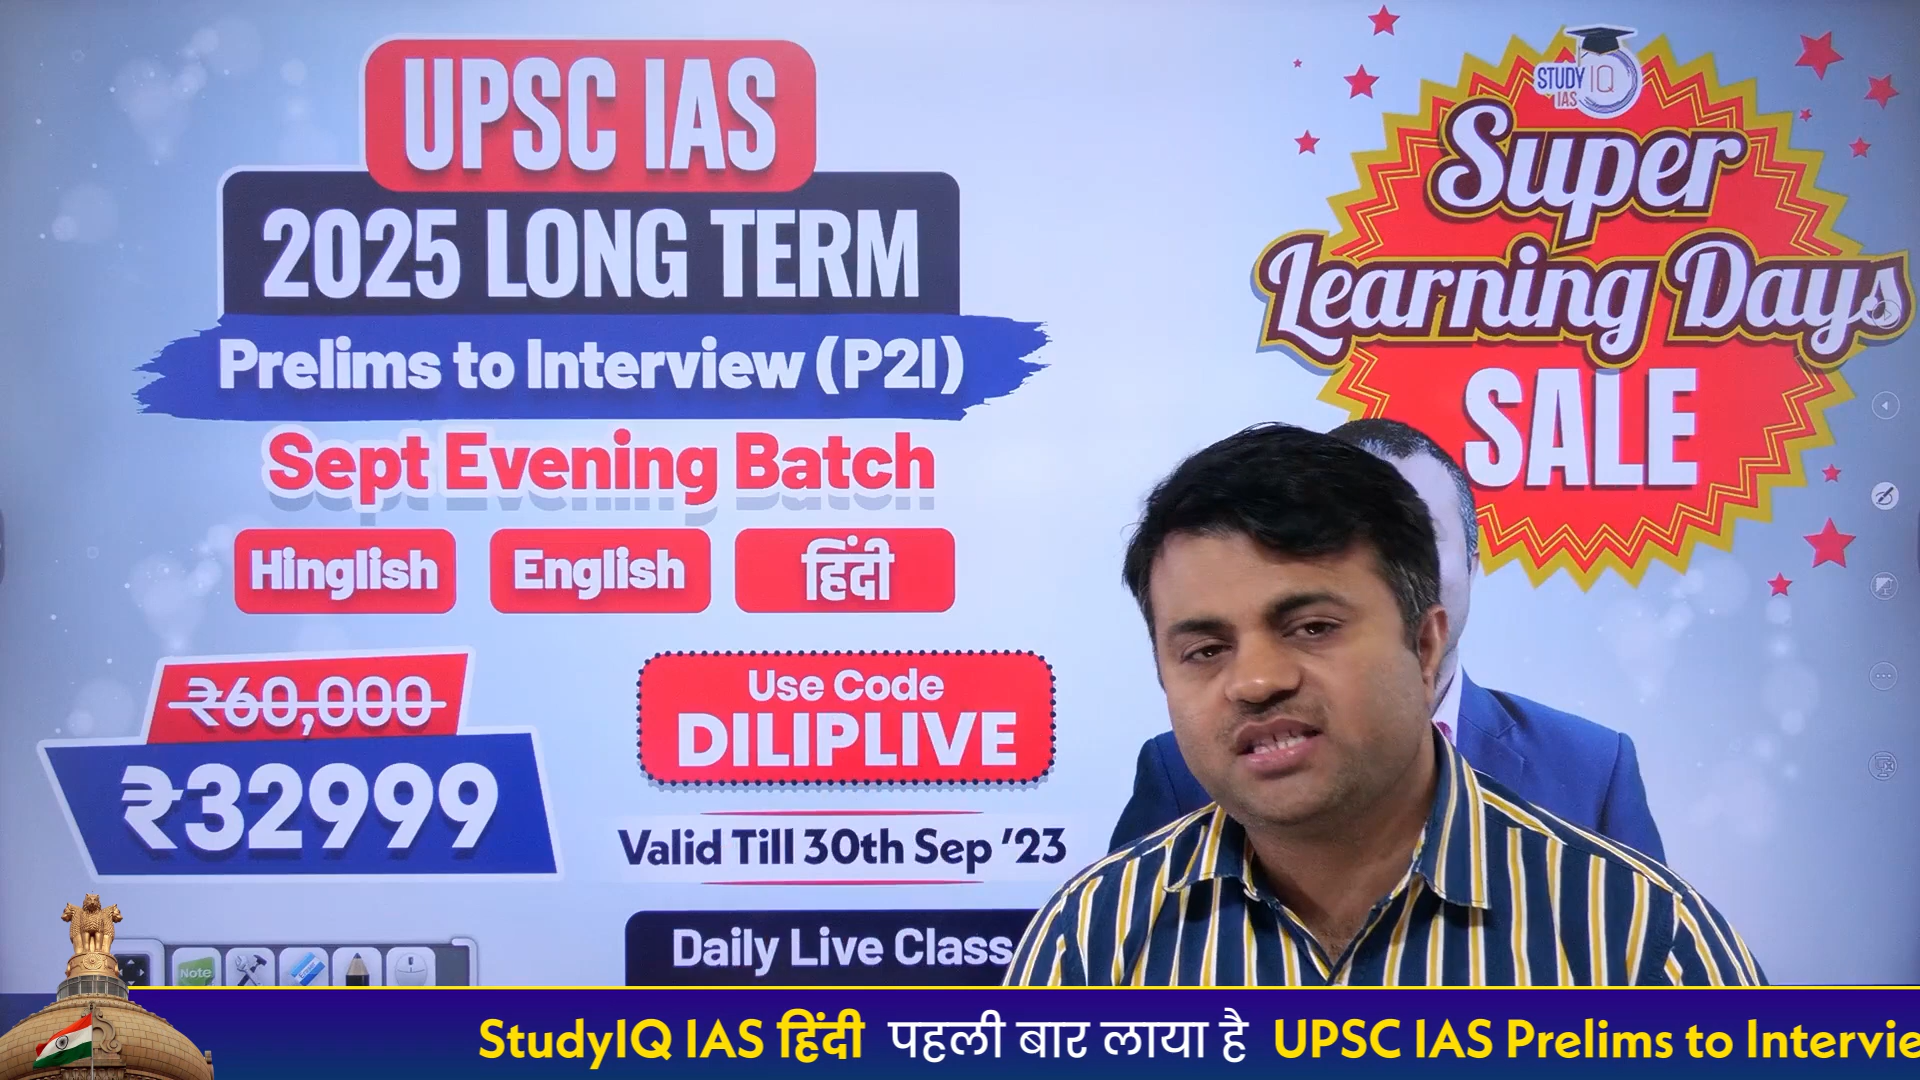 UPSC IAS
2025 LONG TERM
Prelims to Interview (P2I)
Sept Evening Batch
Hinglish
English
हिंदी
₹60,000
₹32999
Use Code
DILIPLIVE
Valid Till 30th Sep '23
Daily Live Class
STUDY IQ
IAS
Super
Learning Days
SALE
Note
StudyIQ IAS हिंदी पहली बार लाया है UPSC IAS Prelims to Intervie